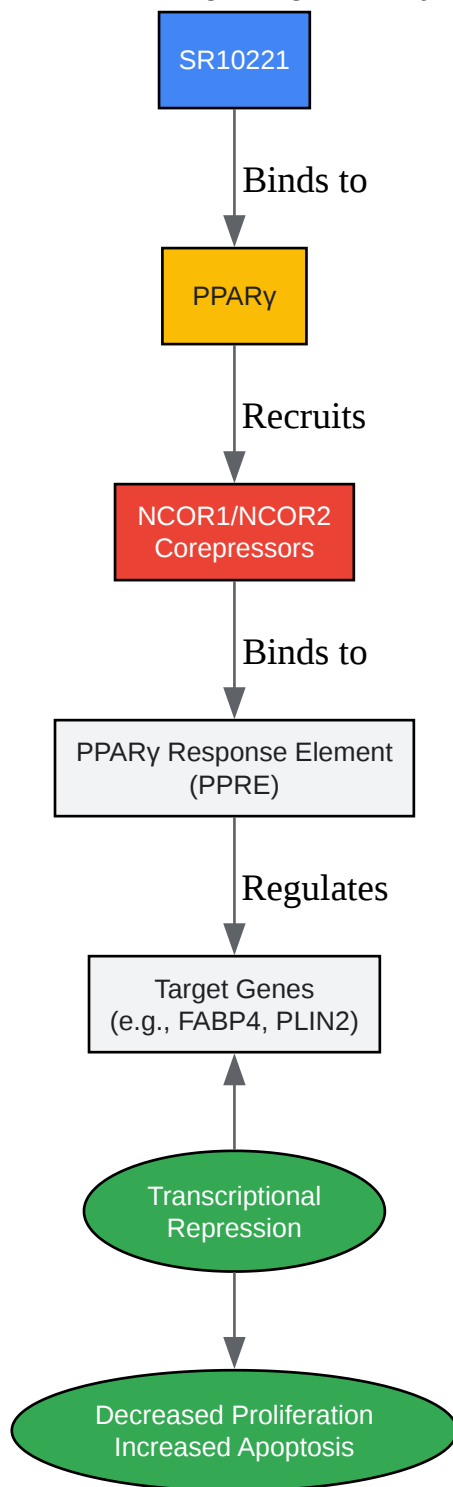 SR10221
Binds to
PPARγ
Recruits
NCOR1/NCOR2
Corepressors
Binds to
PPARγ Response Element
(PPRE)
Regulates
Target Genes
(e.g., FABP4, PLIN2)
Transcriptional
Repression
Decreased Proliferation
Increased Apoptosis